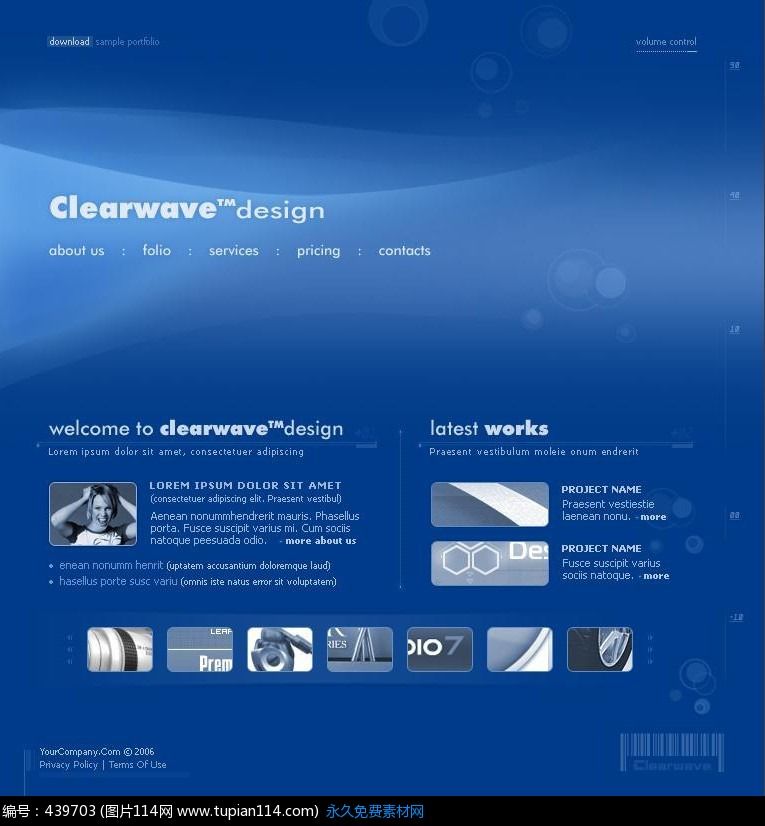 download sample portfolio
volume control
Clearwave™design
about us : folio : services : pricing : contacts
welcome to clearwave™design
Lorem ipsum dolor sit amet, consectetuer adipiscing
LOREM IPSUM DOLOR SIT AMET
(consectetuer adipiscing elit. Praesent vestibul)
Aenean nonummhendrerit mauris. Phasellus
porta. Fusce suscipit varius mi. Cum sociis
natoque peesuada odio. - more about us
enean nonumm henrit (uptatem accusantium doloremque laud)
hasellus porte susc variu (omnis iste natus error sit voluptatem)
latest works
Praesent vestibulum moleie onum endrerit
PROJECT NAME
Praesent vestiestie
laenean nonu. - more
Des
PROJECT NAME
Fusce suscipit varius
sociis natoque. - more
LEAF
Prem
RIES
DIO 7
YourCompany.Com © 2006
Privacy Policy | Terms Of Use
Clearwave
编号：439703 (图片114网 www.tupian114.com) 永久免费素材网